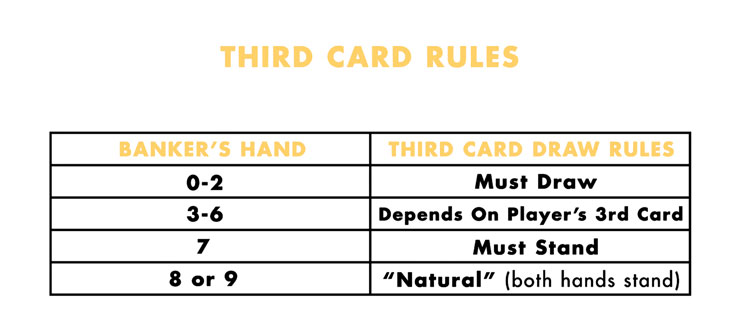 THIRD CARD RULES
BANKER'S HAND THIRD CARD DRAW RULES
0-2 Must Draw
3-6 Depends On Player's 3rd Card
7 Must Stand
8 or 9 "Natural" (both hands stand)